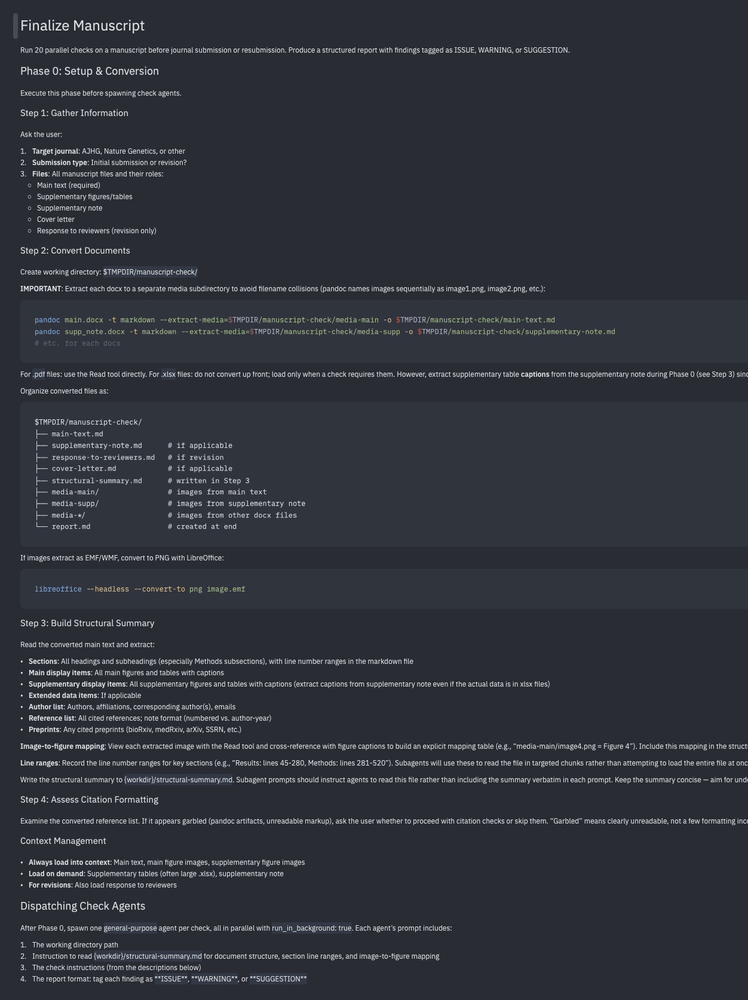 Finalize Manuscript
Run 20 parallel checks on a manuscript before journal submission or resubmission. Produce a structured report with findings tagged as ISSUE, WARNING, or SUGGESTION.
Phase 0: Setup & Conversion
Execute this phase before spawning check agents.
Step 1: Gather Information
Ask the user:
1. Target journal: AJHG, Nature Genetics, or other
2. Submission type: Initial submission or revision?
3. Files: All manuscript files and their roles:
○ Main text (required)
○ Supplementary figures/tables
○ Supplementary note
○ Cover letter
○ Response to reviewers (revision only)
Step 2: Convert Documents
Create working directory: $TMPDIR/manuscript-check/
IMPORTANT: Extract each docx to a separate media subdirectory to avoid filename collisions (pandoc names images sequentially as image1.png, image2.png, etc.):
pandoc main.docx -t markdown --extract-media=$TMPDIR/manuscript-check/media-main -o $TMPDIR/manuscript-check/main-text.md
pandoc supp_note.docx -t markdown --extract-media=$TMPDIR/manuscript-check/media-supp -o $TMPDIR/manuscript-check/supplementary-note.md
# etc. for each docx
For .pdf files: use the Read tool directly. For .xlsx files: do not convert up front; load only when a check requires them. However, extract supplementary table captions from the supplementary note during Phase 0 (see Step 3) sinc
Organize converted files as:
$TMPDIR/manuscript-check/
├── main-text.md
├── supplementary-note.md # if applicable
├── response-to-reviewers.md # if revision
├── cover-letter.md # if applicable
├── structural-summary.md # written in Step 3
├── media-main/ # images from main text
├── media-supp/ # images from supplementary note
├── media-*/ # images from other docx files
└── report.md # created at end
If images extract as EMF/WMF, convert to PNG with LibreOffice:
libreoffice --headless --convert-to png image.emf
Step 3: Build Structural Summary
Read the converted main text and extract:
• Sections: All headings and subheadings (especially Methods subsections), with line number ranges in the markdown file
• Main display items: All main figures and tables with captions
• Supplementary display items: All supplementary figures and tables with captions (extract captions from supplementary note even if the actual data is in xlsx files)
• Extended data items: If applicable
• Author list: Authors, affiliations, corresponding author(s), emails
• Reference list: All cited references; note format (numbered vs. author-year)
• Preprints: Any cited preprints (bioRxiv, medRxiv, arXiv, SSRN, etc.)
Image-to-figure mapping: View each extracted image with the Read tool and cross-reference with figure captions to build an explicit mapping table (e.g., “media-main/image4.png = Figure 4”). Include this mapping in the struct
Line ranges: Record the line number ranges for key sections (e.g., “Results: lines 45-280, Methods: lines 281-520”). Subagents will use these to read the file in targeted chunks rather than attempting to load the entire file at onc
Write the structural summary to {workdir}/structural-summary.md. Subagent prompts should instruct agents to read this file rather than including the summary verbatim in each prompt. Keep the summary concise — aim for unde
Step 4: Assess Citation Formatting
Examine the converted reference list. If it appears garbled (pandoc artifacts, unreadable markup), ask the user whether to proceed with citation checks or skip them. “Garbled” means clearly unreadable, not a few formatting inco
Context Management
• Always load into context: Main text, main figure images, supplementary figure images
• Load on demand: Supplementary tables (often large .xlsx), supplementary note
• For revisions: Also load response to reviewers
Dispatching Check Agents
After Phase 0, spawn one general-purpose agent per check, all in parallel with run_in_background: true. Each agent’s prompt includes:
1. The working directory path
2. Instruction to read {workdir}/structural-summary.md for document structure, section line ranges, and image-to-figure mapping
3. The check instructions (from the descriptions below)
4. The report format: tag each finding as **ISSUE**, **WARNING**, or **SUGGESTION**